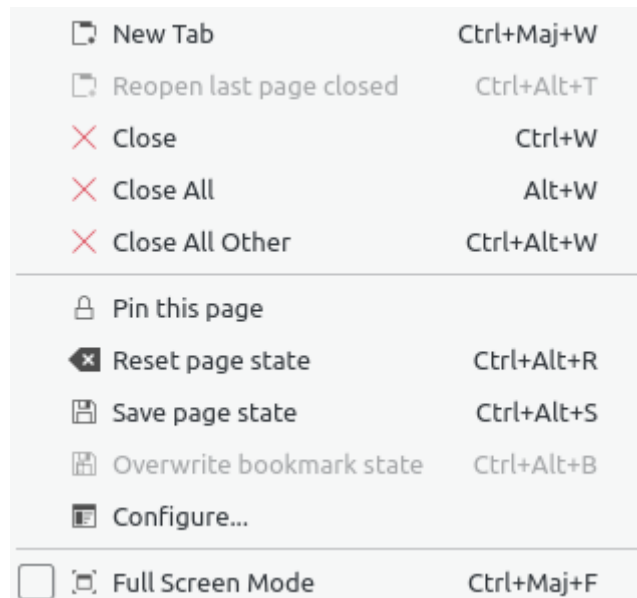 New Tab Ctrl+Maj+W
Reopen last page closed Ctrl+Alt+T
Close Ctrl+W
Close All Alt+W
Close All Other Ctrl+Alt+W
Pin this page
Reset page state Ctrl+Alt+R
Save page state Ctrl+Alt+S
Overwrite bookmark state Ctrl+Alt+B
Configure...
Full Screen Mode Ctrl+Maj+F